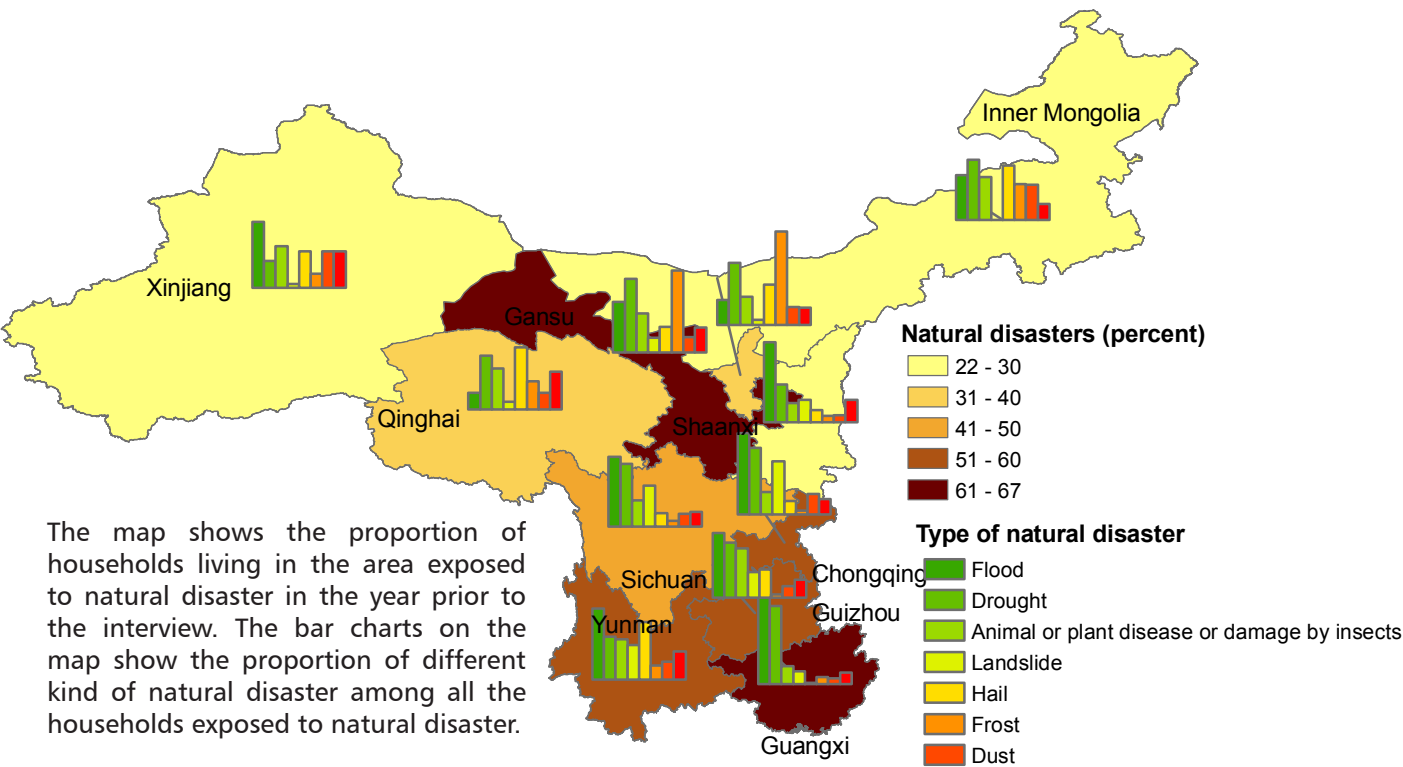 Inner Mongolia
Xinjiang
Gansu
Qinghai
Shaanxi
Sichuan
Chongqing
Guizhou
Yunnan
Guangxi
Natural disasters (percent)
22 - 30
31 - 40
41 - 50
51 - 60
61 - 67
Type of natural disaster
Flood
Drought
Animal or plant disease or damage by insects
Landslide
Hail
Frost
Dust
The map shows the proportion of
households living in the area exposed
to natural disaster in the year prior to
the interview. The bar charts on the
map show the proportion of different
kind of natural disaster among all the
households exposed to natural disaster.